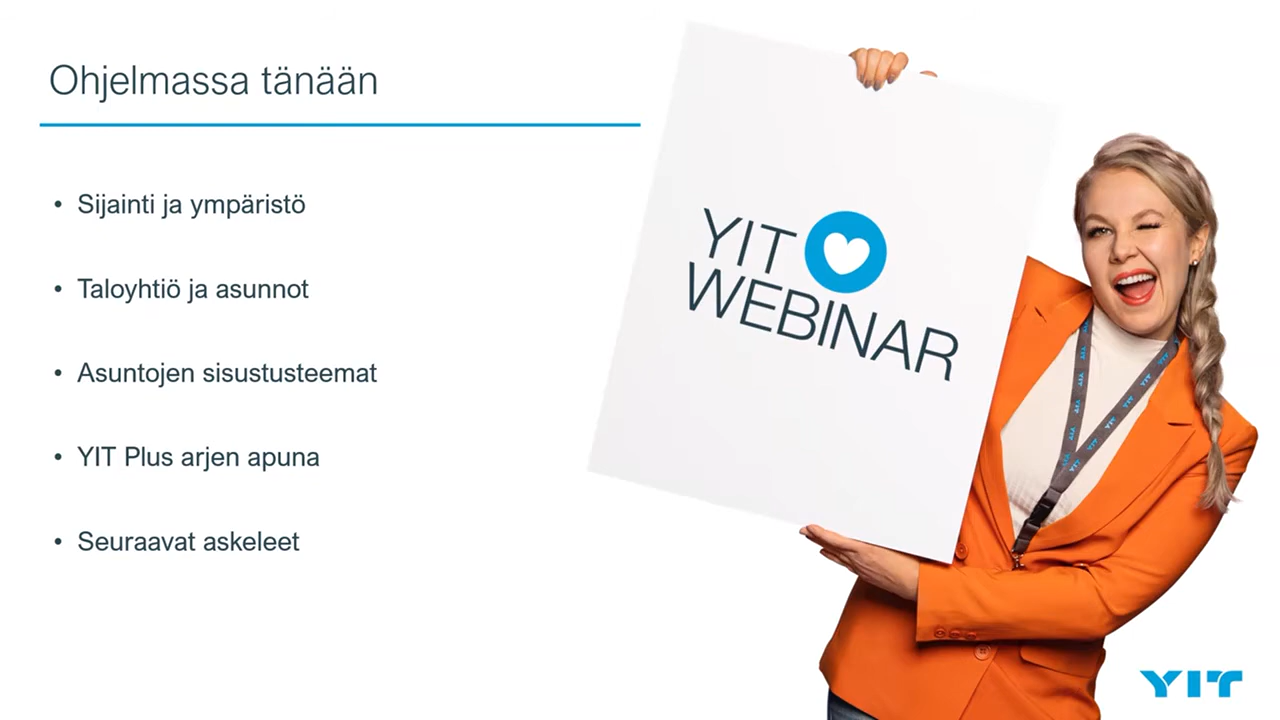 Ohjelmassa tänään
• Sijainti ja ympäristö
• Taloyhtiö ja asunnot
• Asuntojen sisustusteemat
• YIT Plus arjen apuna
• Seuraavat askeleet
YIT
WEBINAR
YIT